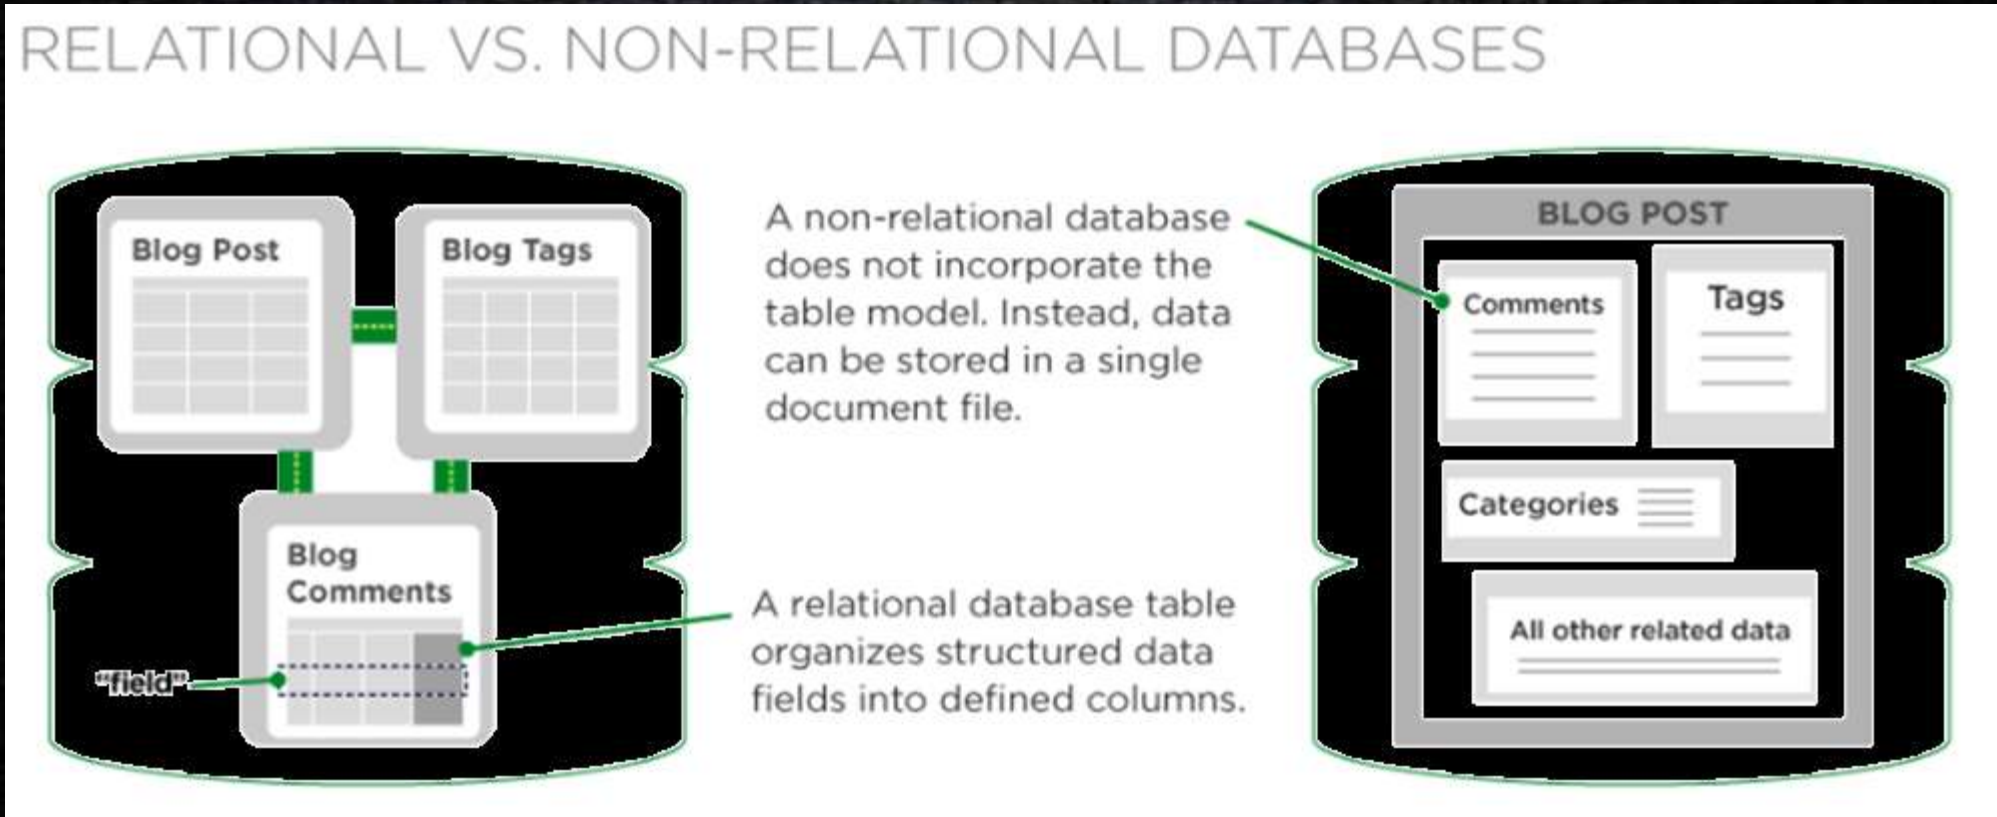 RELATIONAL VS. NON-RELATIONAL DATABASES
Blog Post
Blog Tags
Blog
Comments
"field"
A non-relational database
does not incorporate the
table model. Instead, data
can be stored in a single
document file.
A relational database table
organizes structured data
fields into defined columns.
BLOG POST
Comments
Tags
Categories
All other related data